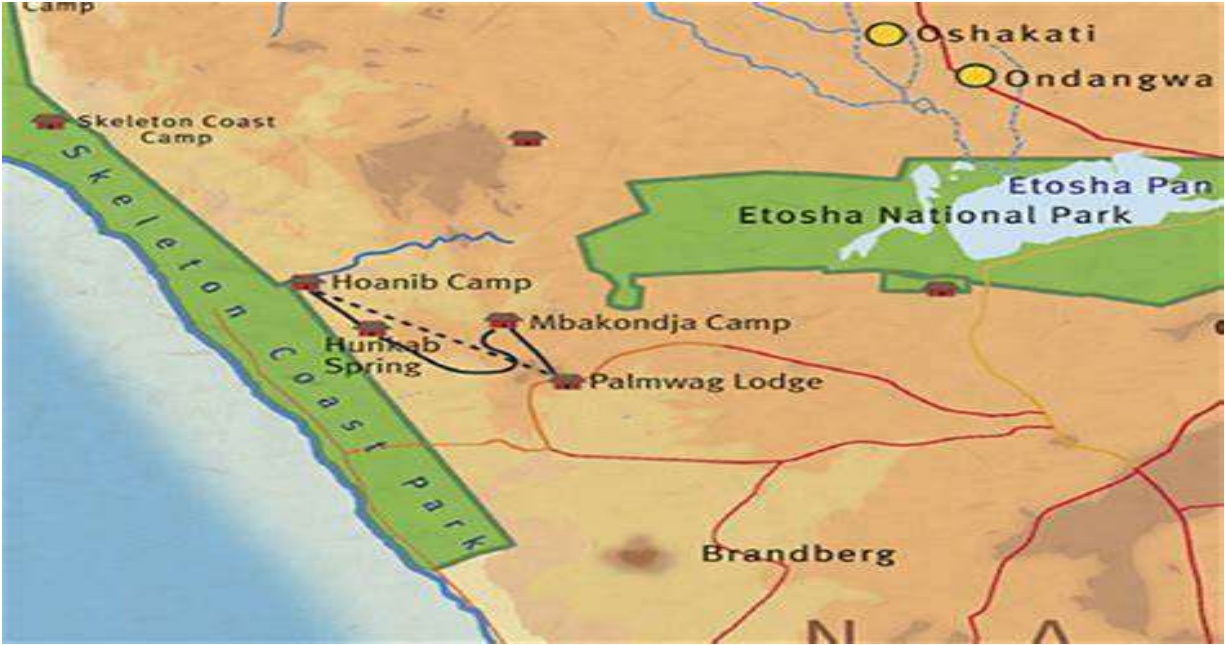 Camp
Oshakati
Ondangwa
Skeleton Coast
Camp
Skeleton Coast Park
Etosha Pan
Etosha National Park
Hoanib Camp
Mbakondja Camp
Hunkab
Spring
Palmwag Lodge
Brandberg
N A